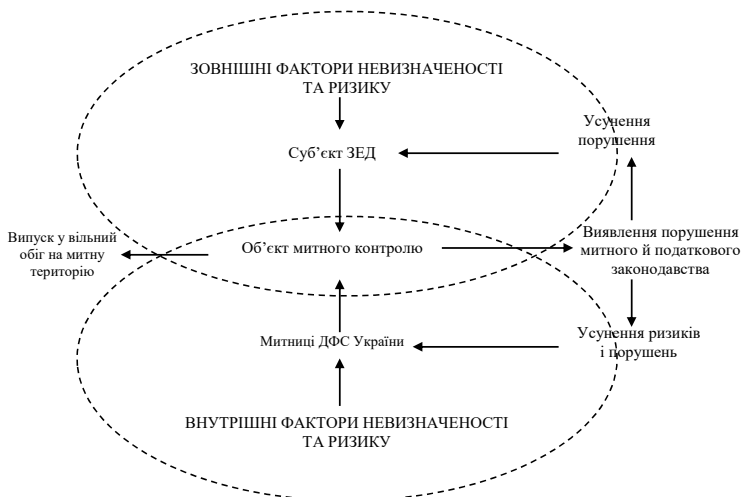 ЗОВНІШНІ ФАКТОРИ НЕВИЗНАЧЕНОСТІ
ТА РИЗИКУ
Усунення
порушення
Суб’єкт ЗЕД
Випуск у вільний
обіг на митну
територію
Об’єкт митного контролю
Виявлення порушення
митного й податкового
законодавства
Митниці ДФС України
Усунення ризиків
і порушень
ВНУТРІШНІ ФАКТОРИ НЕВИЗНАЧЕНОСТІ
ТА РИЗИКУ